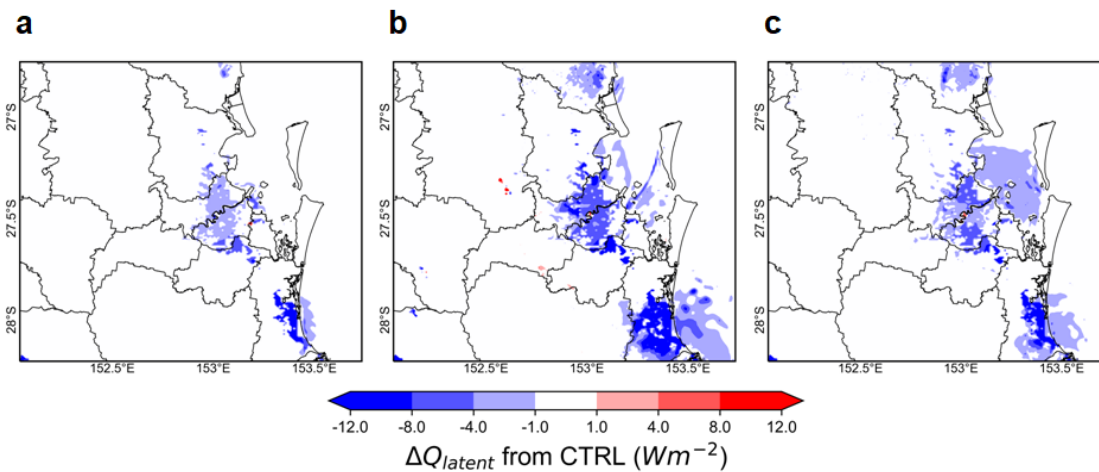 a b c
27°S 27°S 27°S
27.5°S 27.5°S 27.5°S
28°S 28°S 28°S
152.5°E 153°E 153.5°E 152.5°E 153°E 153.5°E 152.5°E 153°E 153.5°E
-12.0 -8.0 -4.0 -1.0 1.0 4.0 8.0 12.0
ΔQ_latent from CTRL (Wm⁻²)